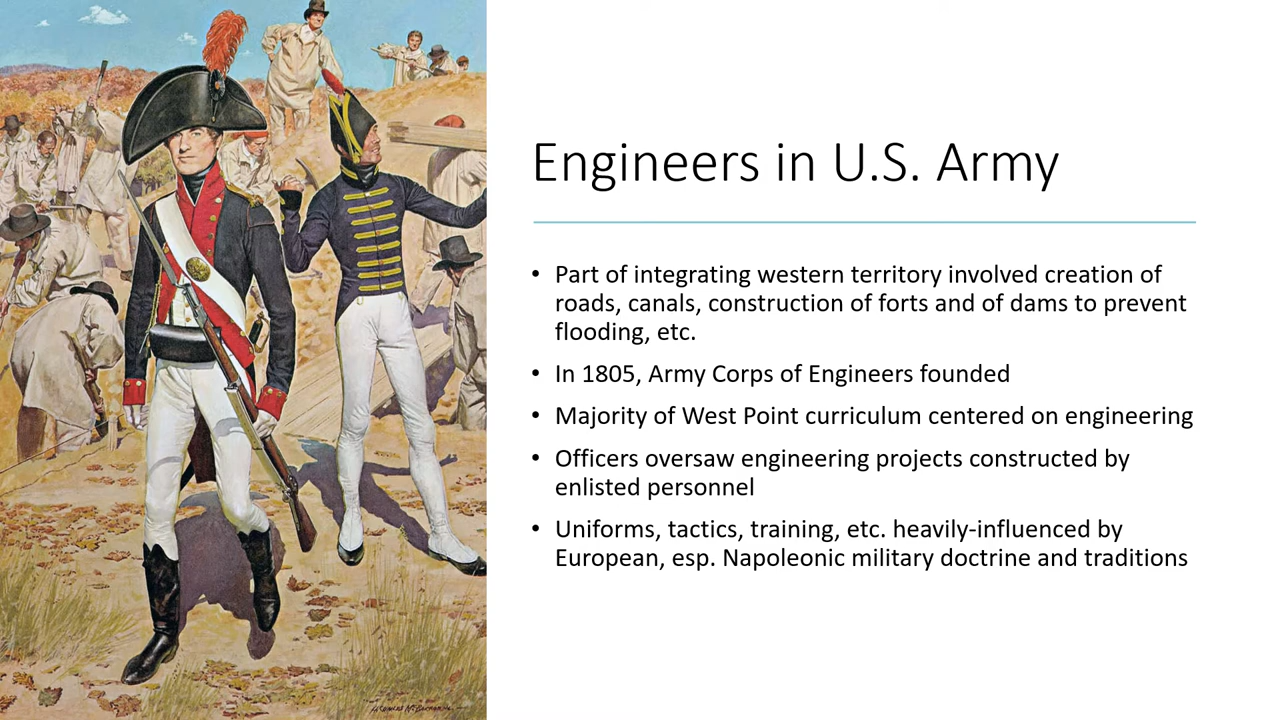 Engineers in U.S. Army
• Part of integrating western territory involved creation of
roads, canals, construction of forts and of dams to prevent
flooding, etc.
• In 1805, Army Corps of Engineers founded
• Majority of West Point curriculum centered on engineering
• Officers oversaw engineering projects constructed by
enlisted personnel
• Uniforms, tactics, training, etc. heavily-influenced by
European, esp. Napoleonic military doctrine and traditions